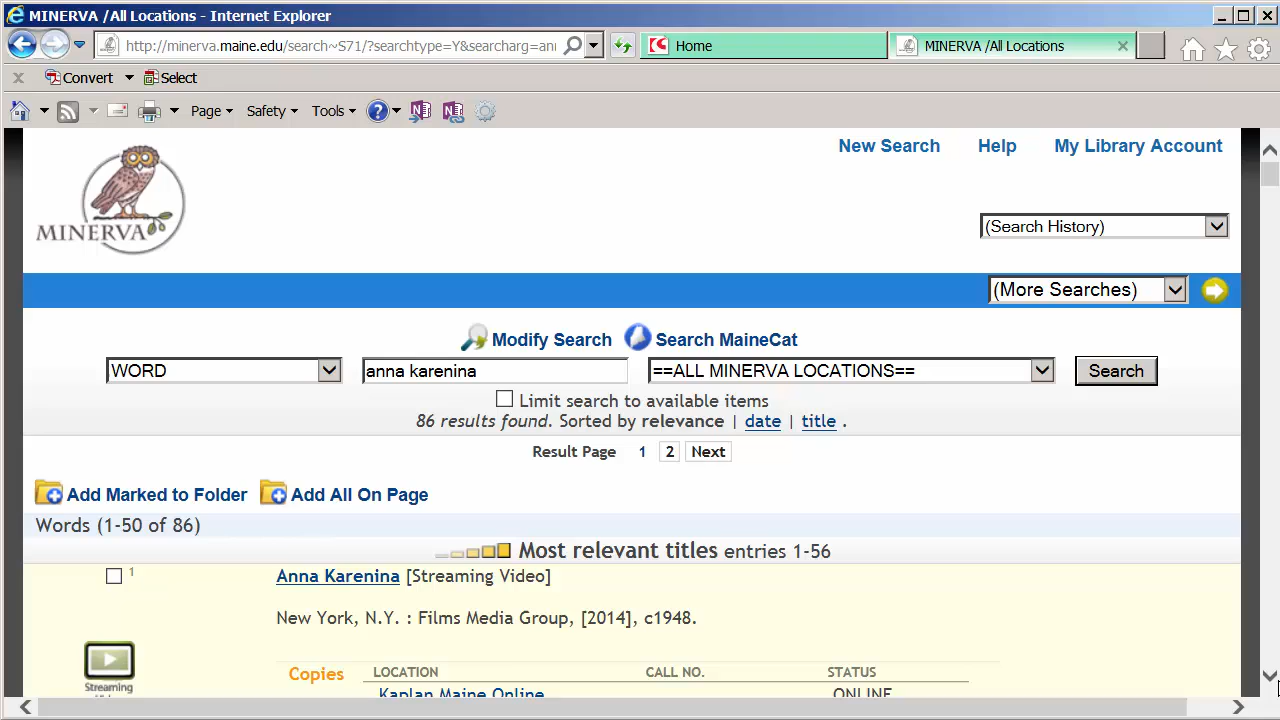 MINERVA /All Locations - Internet Explorer
http://minerva.maine.edu/search~S71/?searchtype=Y&searcharg=ani
Home
MINERVA /All Locations
Convert
Select
Page
Safety
Tools
New Search
Help
My Library Account
MINERVA
(Search History)
(More Searches)
Modify Search
Search MaineCat
WORD
anna karenina
==ALL MINERVA LOCATIONS==
Search
Limit search to available items
86 results found. Sorted by relevance | date | title .
Result Page 1 2 Next
Add Marked to Folder
Add All On Page
Words (1-50 of 86)
Most relevant titles entries 1-56
1
Anna Karenina [Streaming Video]
New York, N.Y. : Films Media Group, [2014], c1948.
Streaming
Copies
LOCATION
CALL NO.
STATUS
Kaplan Maine Online
ONLINE